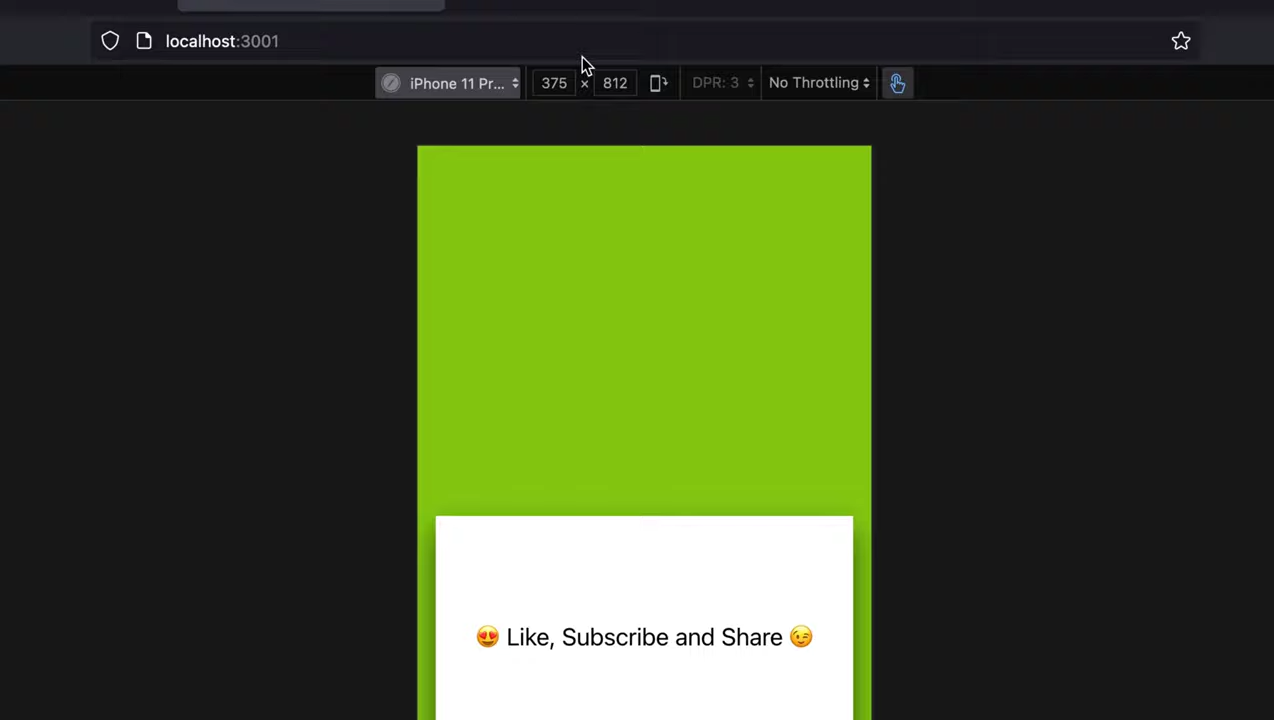 localhost:3001
iPhone 11 Pr... 375 × 812 DPR: 3 No Throttling
😍 Like, Subscribe and Share 😉